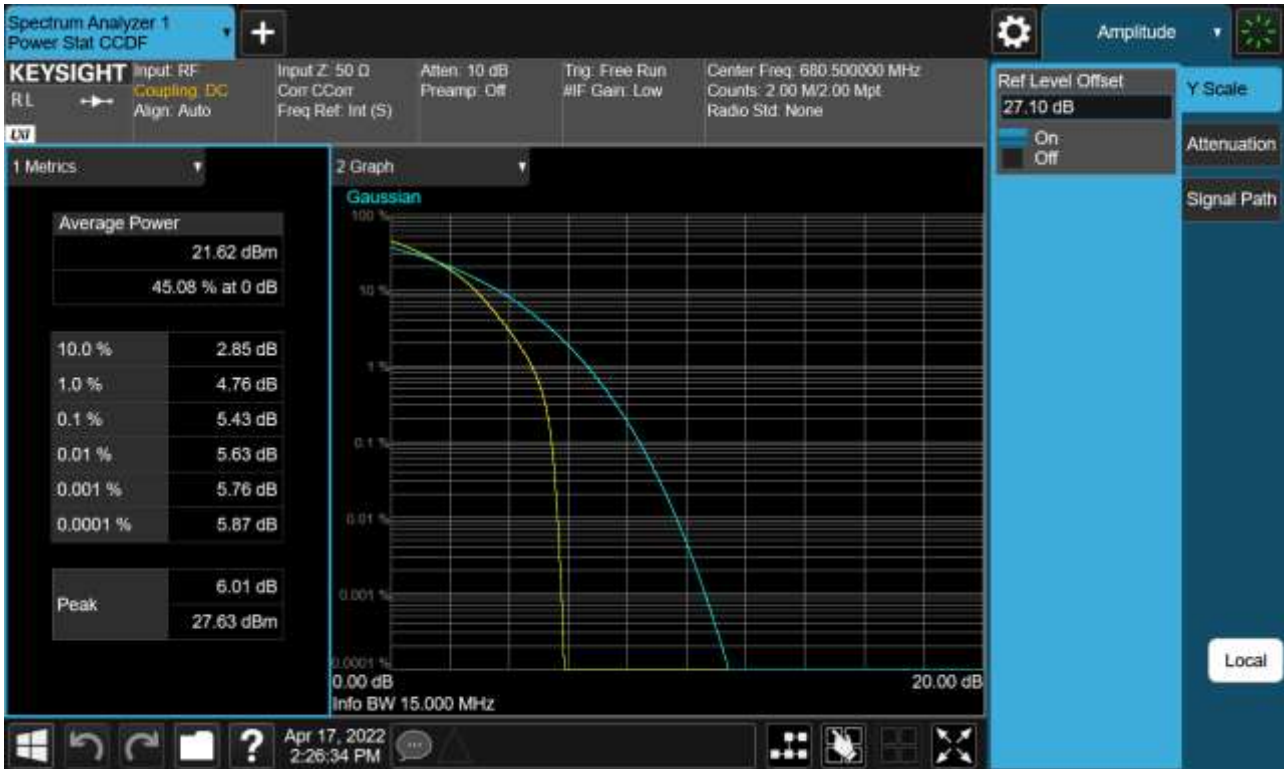 Spectrum Analyzer 1
Power Stat CCDF
+
Amplitude
KEYSIGHT
RL
LXI
Input: RF
Coupling: DC
Align: Auto
Input Z: 50 Ω
Corr CCorr
Freq Ref: Int (S)
Atten: 10 dB
Preamp: Off
Trig: Free Run
#IF Gain: Low
Center Freq: 680.500000 MHz
Counts: 2.00 M/2.00 Mpt
Radio Std: None
Ref Level Offset
27.10 dB
On
Off
Y Scale
Attenuation
Signal Path
Local
1 Metrics
Average Power
21.62 dBm
45.08 % at 0 dB
10.0 % 2.85 dB
1.0 % 4.76 dB
0.1 % 5.43 dB
0.01 % 5.63 dB
0.001 % 5.76 dB
0.0001 % 5.87 dB
Peak
6.01 dB
27.63 dBm
2 Graph
Gaussian
100 %
10 %
1 %
0.1 %
0.01 %
0.001 %
0.0001 %
0.00 dB 20.00 dB
Info BW 15.000 MHz
?
Apr 17, 2022
2:26:34 PM